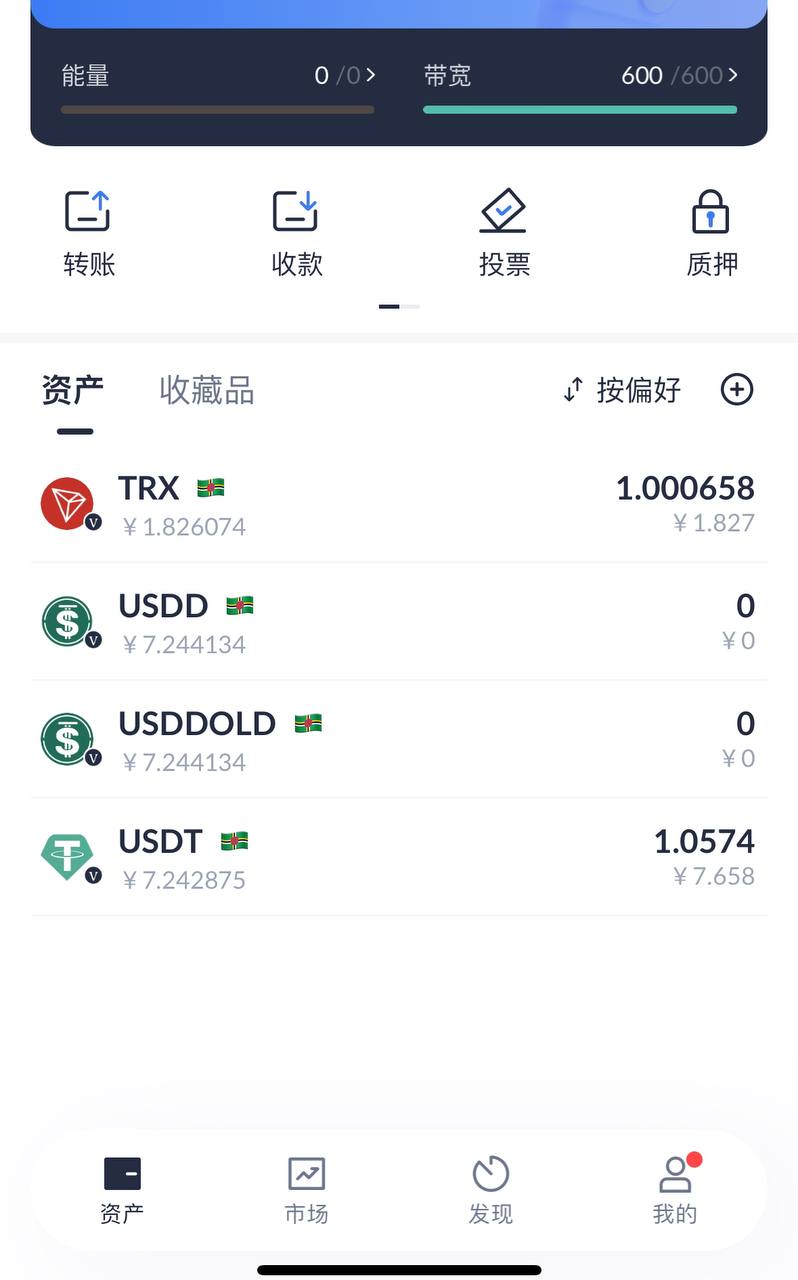 能量 0 /0 带宽 600 /600
转账 收款 投票 质押
资产 收藏品 按偏好
TRX 1.000658
¥ 1.826074 ¥ 1.827
USDD 0
¥ 7.244134 ¥ 0
USDDOLD 0
¥ 7.244134 ¥ 0
USDT 1.0574
¥ 7.242875 ¥ 7.658
资产 市场 发现 我的